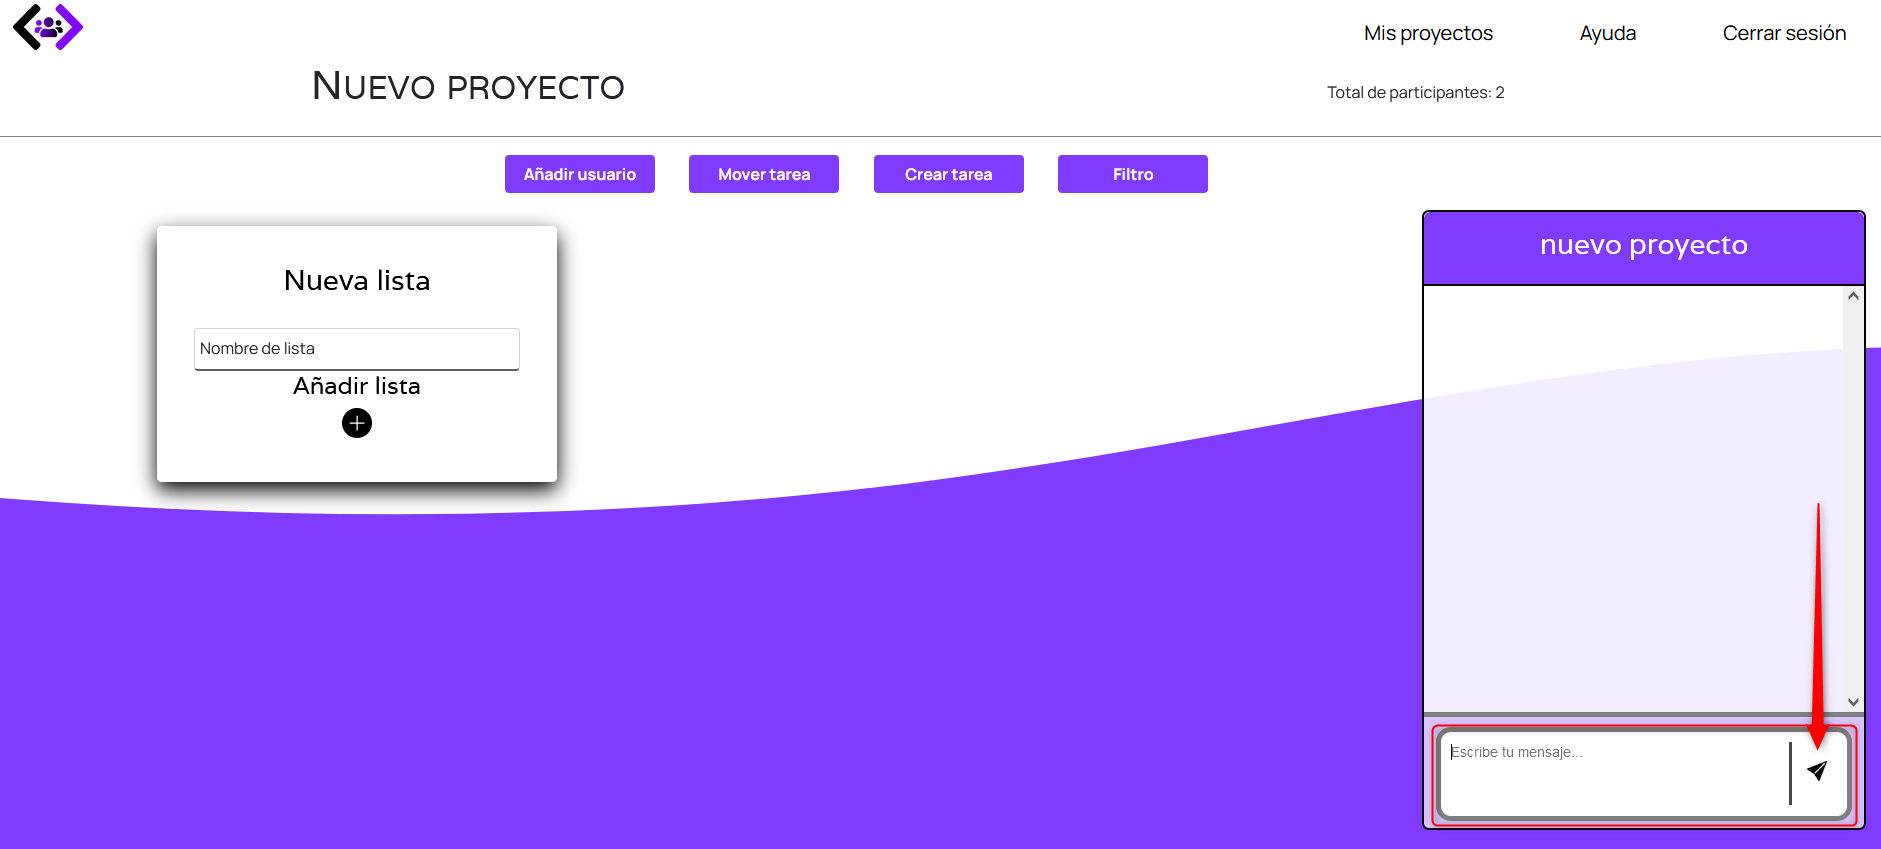 Mis proyectos
Ayuda
Cerrar sesión
Nuevo proyecto
Total de participantes: 2
Añadir usuario
Mover tarea
Crear tarea
Filtro
Nueva lista
Nombre de lista
Añadir lista
nuevo proyecto
Escribe tu mensaje...